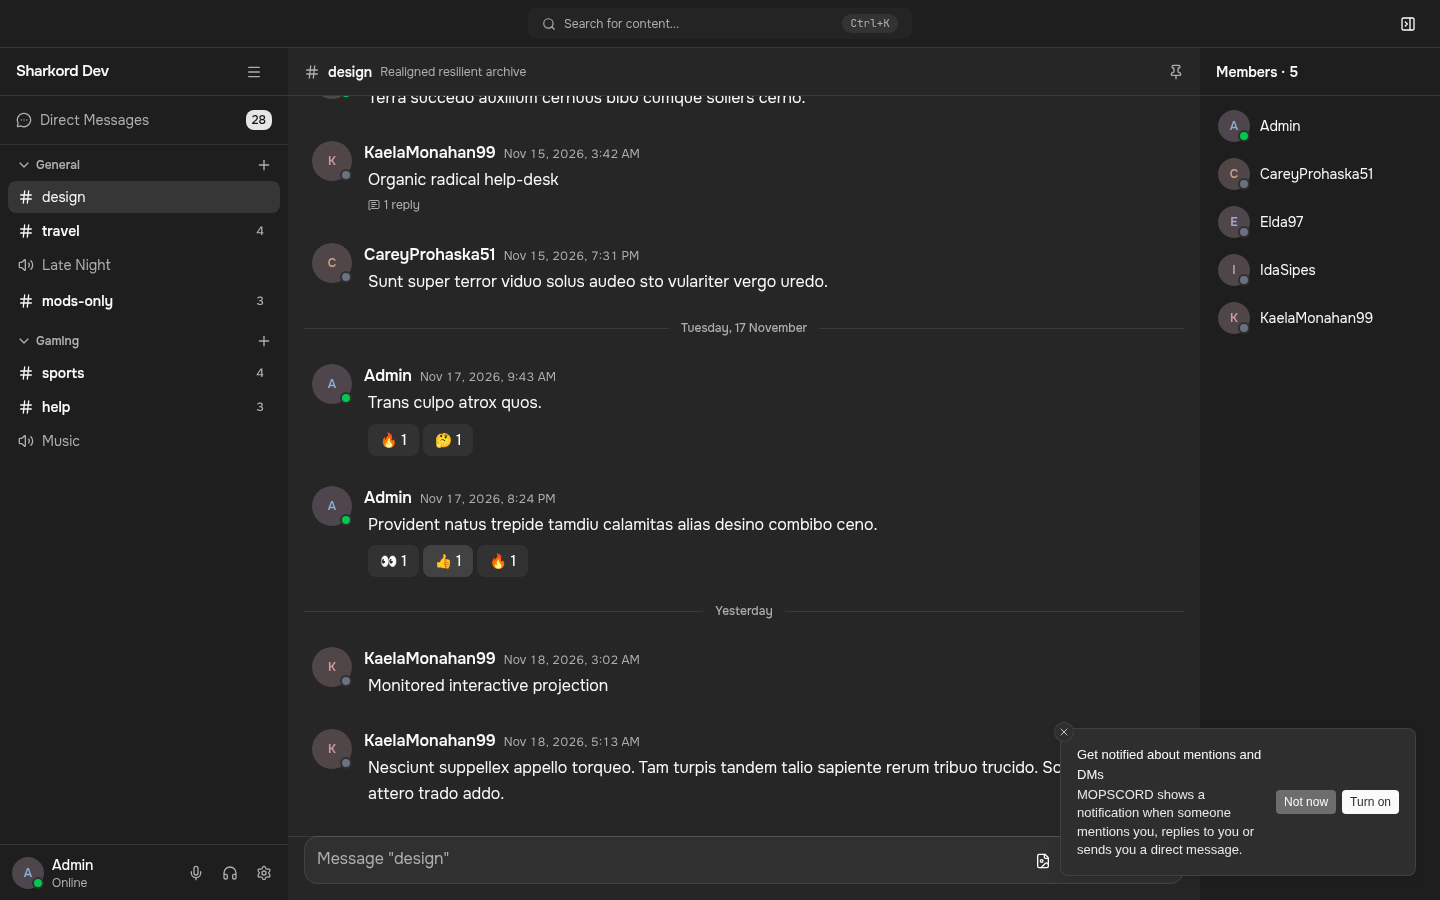 Search for content...
Ctrl+K
Sharkord Dev
Direct Messages
28
General
design
travel
4
Late Night
mods-only
3
Gaming
sports
4
help
3
Music
Admin
Online
design
Realigned resilient archive
Terra succedo auxilium cernuus bibo cumque sollers cerno.
KaelaMonahan99 Nov 15, 2026, 3:42 AM
Organic radical help-desk
1 reply
CareyProhaska51 Nov 15, 2026, 7:31 PM
Sunt super terror viduo solus audeo sto vulariter vergo uredo.
Tuesday, 17 November
Admin Nov 17, 2026, 9:43 AM
Trans culpo atrox quos.
🔥 1 🤔 1
Admin Nov 17, 2026, 8:24 PM
Provident natus trepide tamdiu calamitas alias desino combibo ceno.
👀 1 👍 1 🔥 1
Yesterday
KaelaMonahan99 Nov 18, 2026, 3:02 AM
Monitored interactive projection
KaelaMonahan99 Nov 18, 2026, 5:13 AM
Nesciunt suppellex appello torqueo. Tam turpis tandem talio sapiente rerum tribuo trucido.
attero trado addo.
Message "design"
Members · 5
A Admin
C CareyProhaska51
E Elda97
I IdaSipes
K KaelaMonahan99
Get notified about mentions and
DMs
MOPSCORD shows a
notification when someone
mentions you, replies to you or
sends you a direct message.
Not now
Turn on